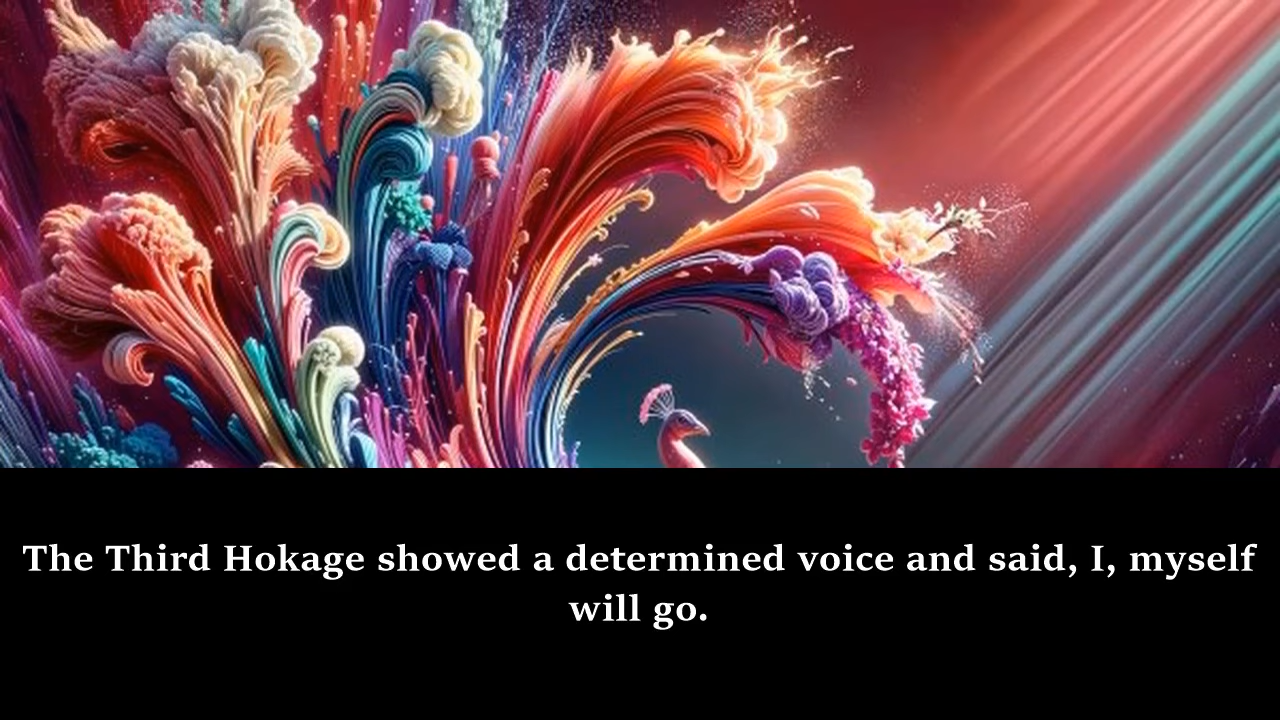 The Third Hokage showed a determined voice and said, I, myself
will go.